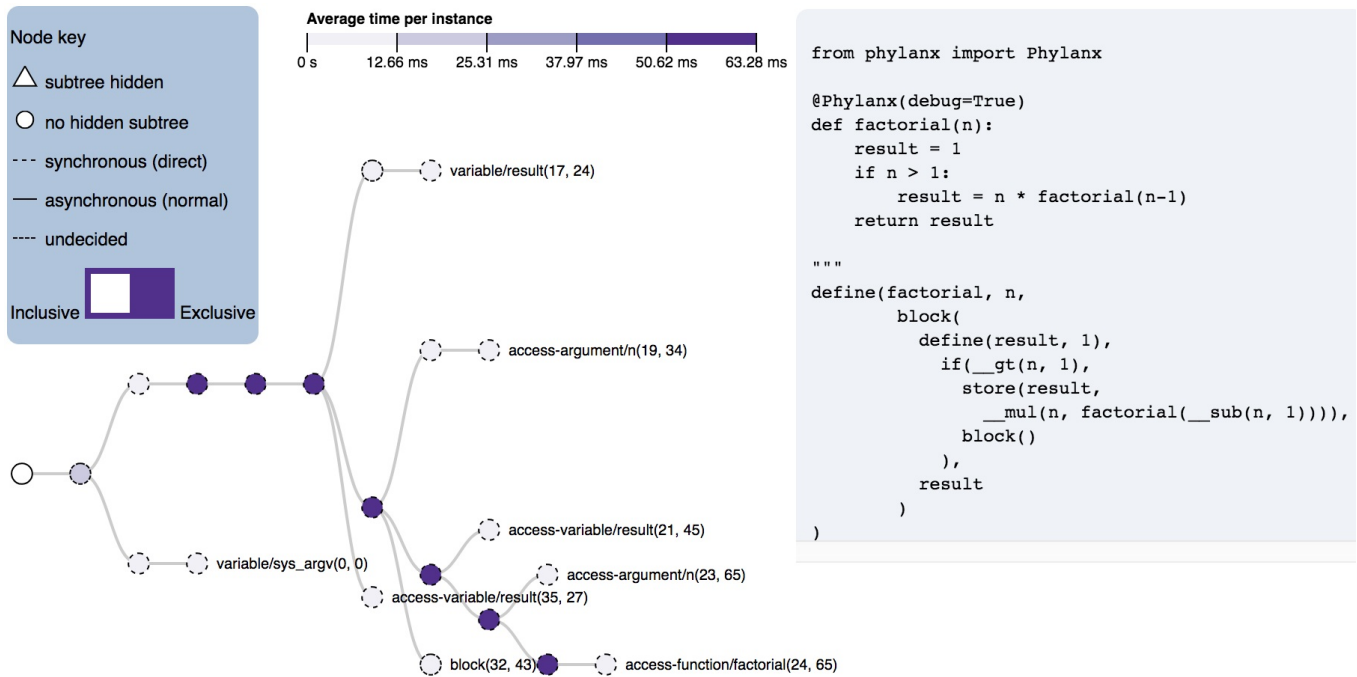 Node key
subtree hidden
no hidden subtree
synchronous (direct)
asynchronous (normal)
undecided
Inclusive Exclusive
Average time per instance
0 s 12.66 ms 25.31 ms 37.97 ms 50.62 ms 63.28 ms
variable/result(17, 24)
access-argument/n(19, 34)
access-variable/result(21, 45)
variable/sys_argv(0, 0)
access-argument/n(23, 65)
access-variable/result(35, 27)
block(32, 43)
access-function/factorial(24, 65)
from phylanx import Phylanx
@Phylanx(debug=True)
def factorial(n):
    result = 1
    if n > 1:
        result = n * factorial(n-1)
    return result
"""
define(factorial, n,
        block(
          define(result, 1),
            if(__gt(n, 1),
              store(result,
                __mul(n, factorial(__sub(n, 1)))),
              block()
            ),
          result
        )
)